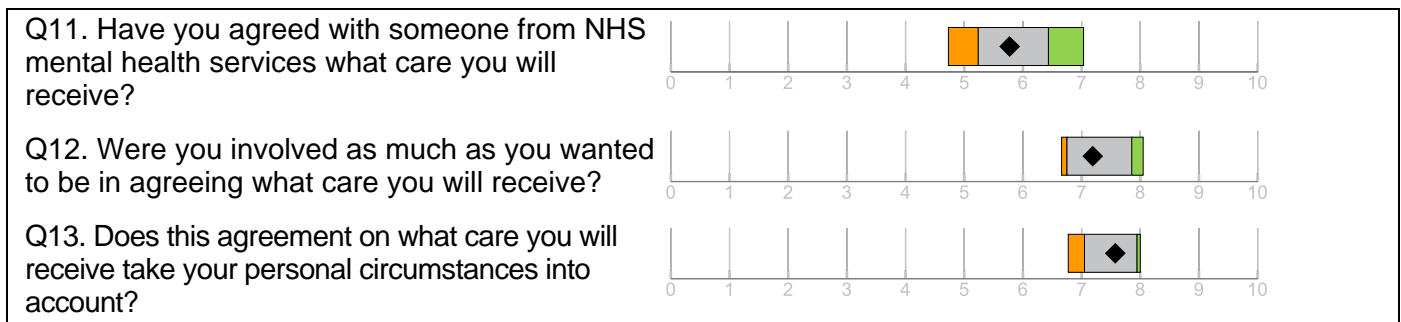 Q11. Have you agreed with someone from NHS
mental health services what care you will
receive?
0 1 2 3 4 5 6 7 8 9 10
Q12. Were you involved as much as you wanted
to be in agreeing what care you will receive?
0 1 2 3 4 5 6 7 8 9 10
Q13. Does this agreement on what care you will
receive take your personal circumstances into
account?
0 1 2 3 4 5 6 7 8 9 10